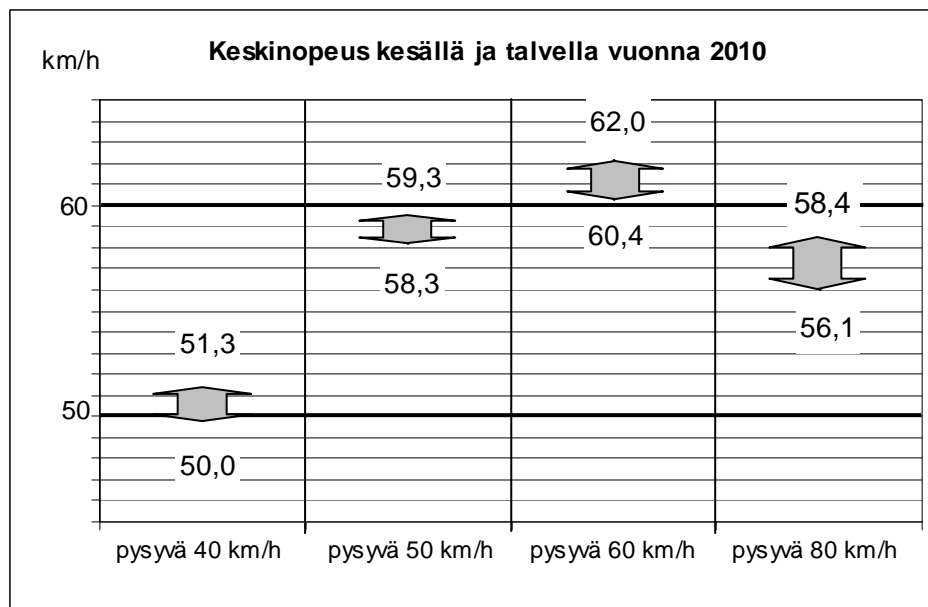 Keskinopeus kesällä ja talvella vuonna 2010
km/h
62,0
59,3
60
58,4
60,4
58,3
56,1
51,3
50
50,0
pysyvä 40 km/h
pysyvä 50 km/h
pysyvä 60 km/h
pysyvä 80 km/h